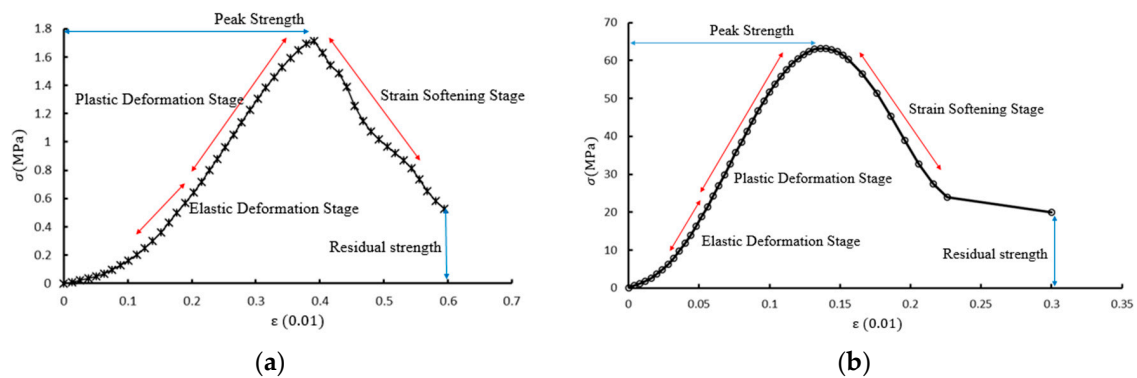 Peak Strength
Plastic Deformation Stage
Strain Softening Stage
Elastic Deformation Stage
Residual strength
σ(MPa)
1.8
1.6
1.4
1.2
1
0.8
0.6
0.4
0.2
0
0 0.1 0.2 0.3 0.4 0.5 0.6 0.7
ε (0.01)
(a)
Peak Strength
Strain Softening Stage
Plastic Deformation Stage
Elastic Deformation Stage
Residual strength
σ(MPa)
70
60
50
40
30
20
10
0
0 0.05 0.1 0.15 0.2 0.25 0.3 0.35
ε (0.01)
(b)